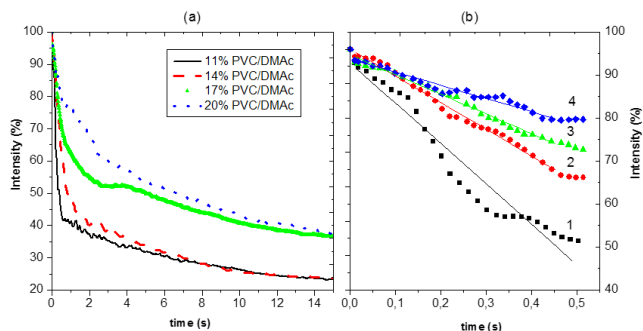 (a)
(b)
100
90
80
70
60
50
40
30
20
Intensity (%)
11% PVC/DMAc
14% PVC/DMAc
17% PVC/DMAc
20% PVC/DMAc
0 2 4 6 8 10 12 14
time (s)
4
3
2
1
0 0,1 0,2 0,3 0,4 0,5 0,6
time (s)
100
90
80
70
60
50
40
Intensity (%)